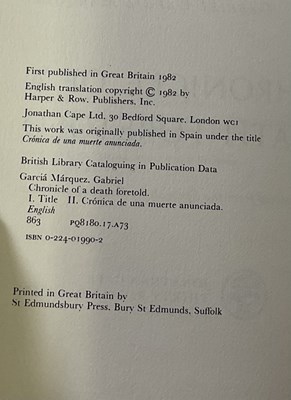 First published in Great Britain 1982
English translation copyright © 1982 by
Harper & Row, Publishers, Inc.
Jonathan Cape Ltd, 30 Bedford Square, London WC1
This work was originally published in Spain under the title
Crónica de una muerte anunciada.
British Library Cataloguing in Publication Data
Garciá Márquez, Gabriel
Chronicle of a death foretold.
I. Title II. Crónica de una muerte anunciada.
English
863 PQ8180.17.A73
ISBN 0-224-01990-2
Printed in Great Britain by
St Edmundsbury Press, Bury St Edmunds, Suffolk